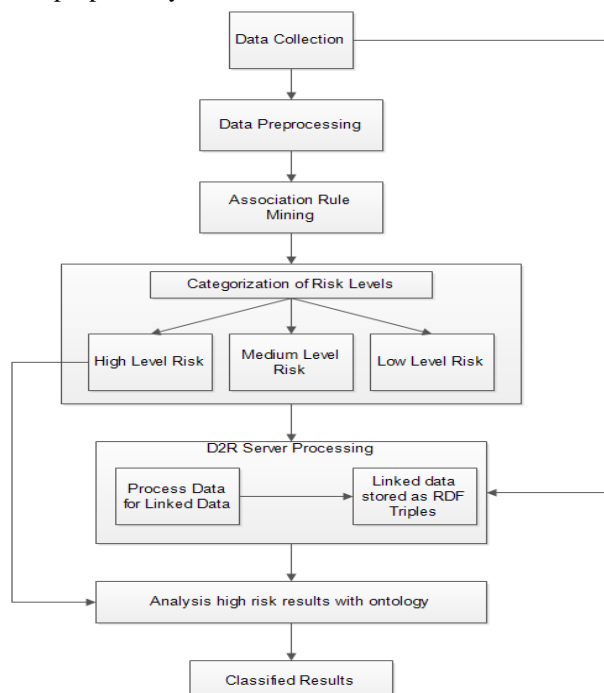 Data Collection
Data Preprocessing
Association Rule
Mining
Categorization of Risk Levels
High Level Risk
Medium Level
Risk
Low Level Risk
D2R Server Processing
Process Data
for Linked Data
Linked data
stored as RDF
Triples
Analysis high risk results with ontology
Classified Results